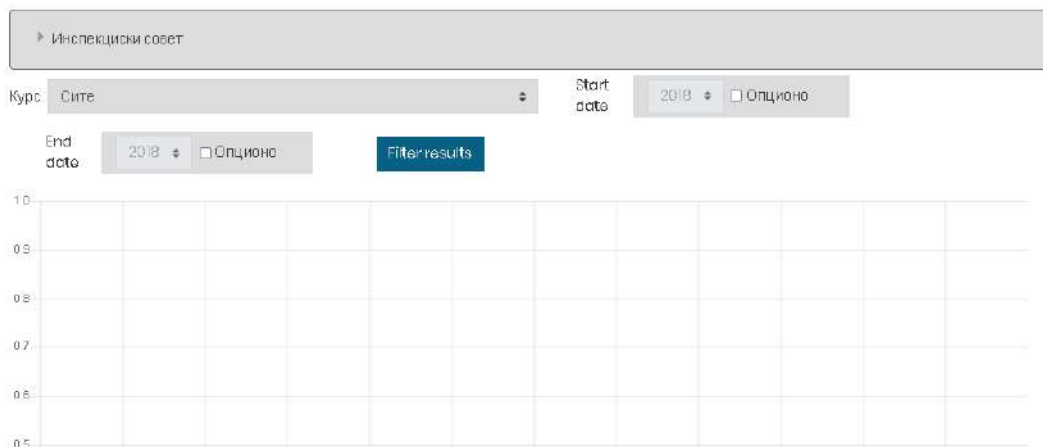 Инспекциски совет
Курс Сите
Start date 2018 Опционо
End date 2018 Опционо
Filter results
1.0
0.9
0.8
0.7
0.6
0.5